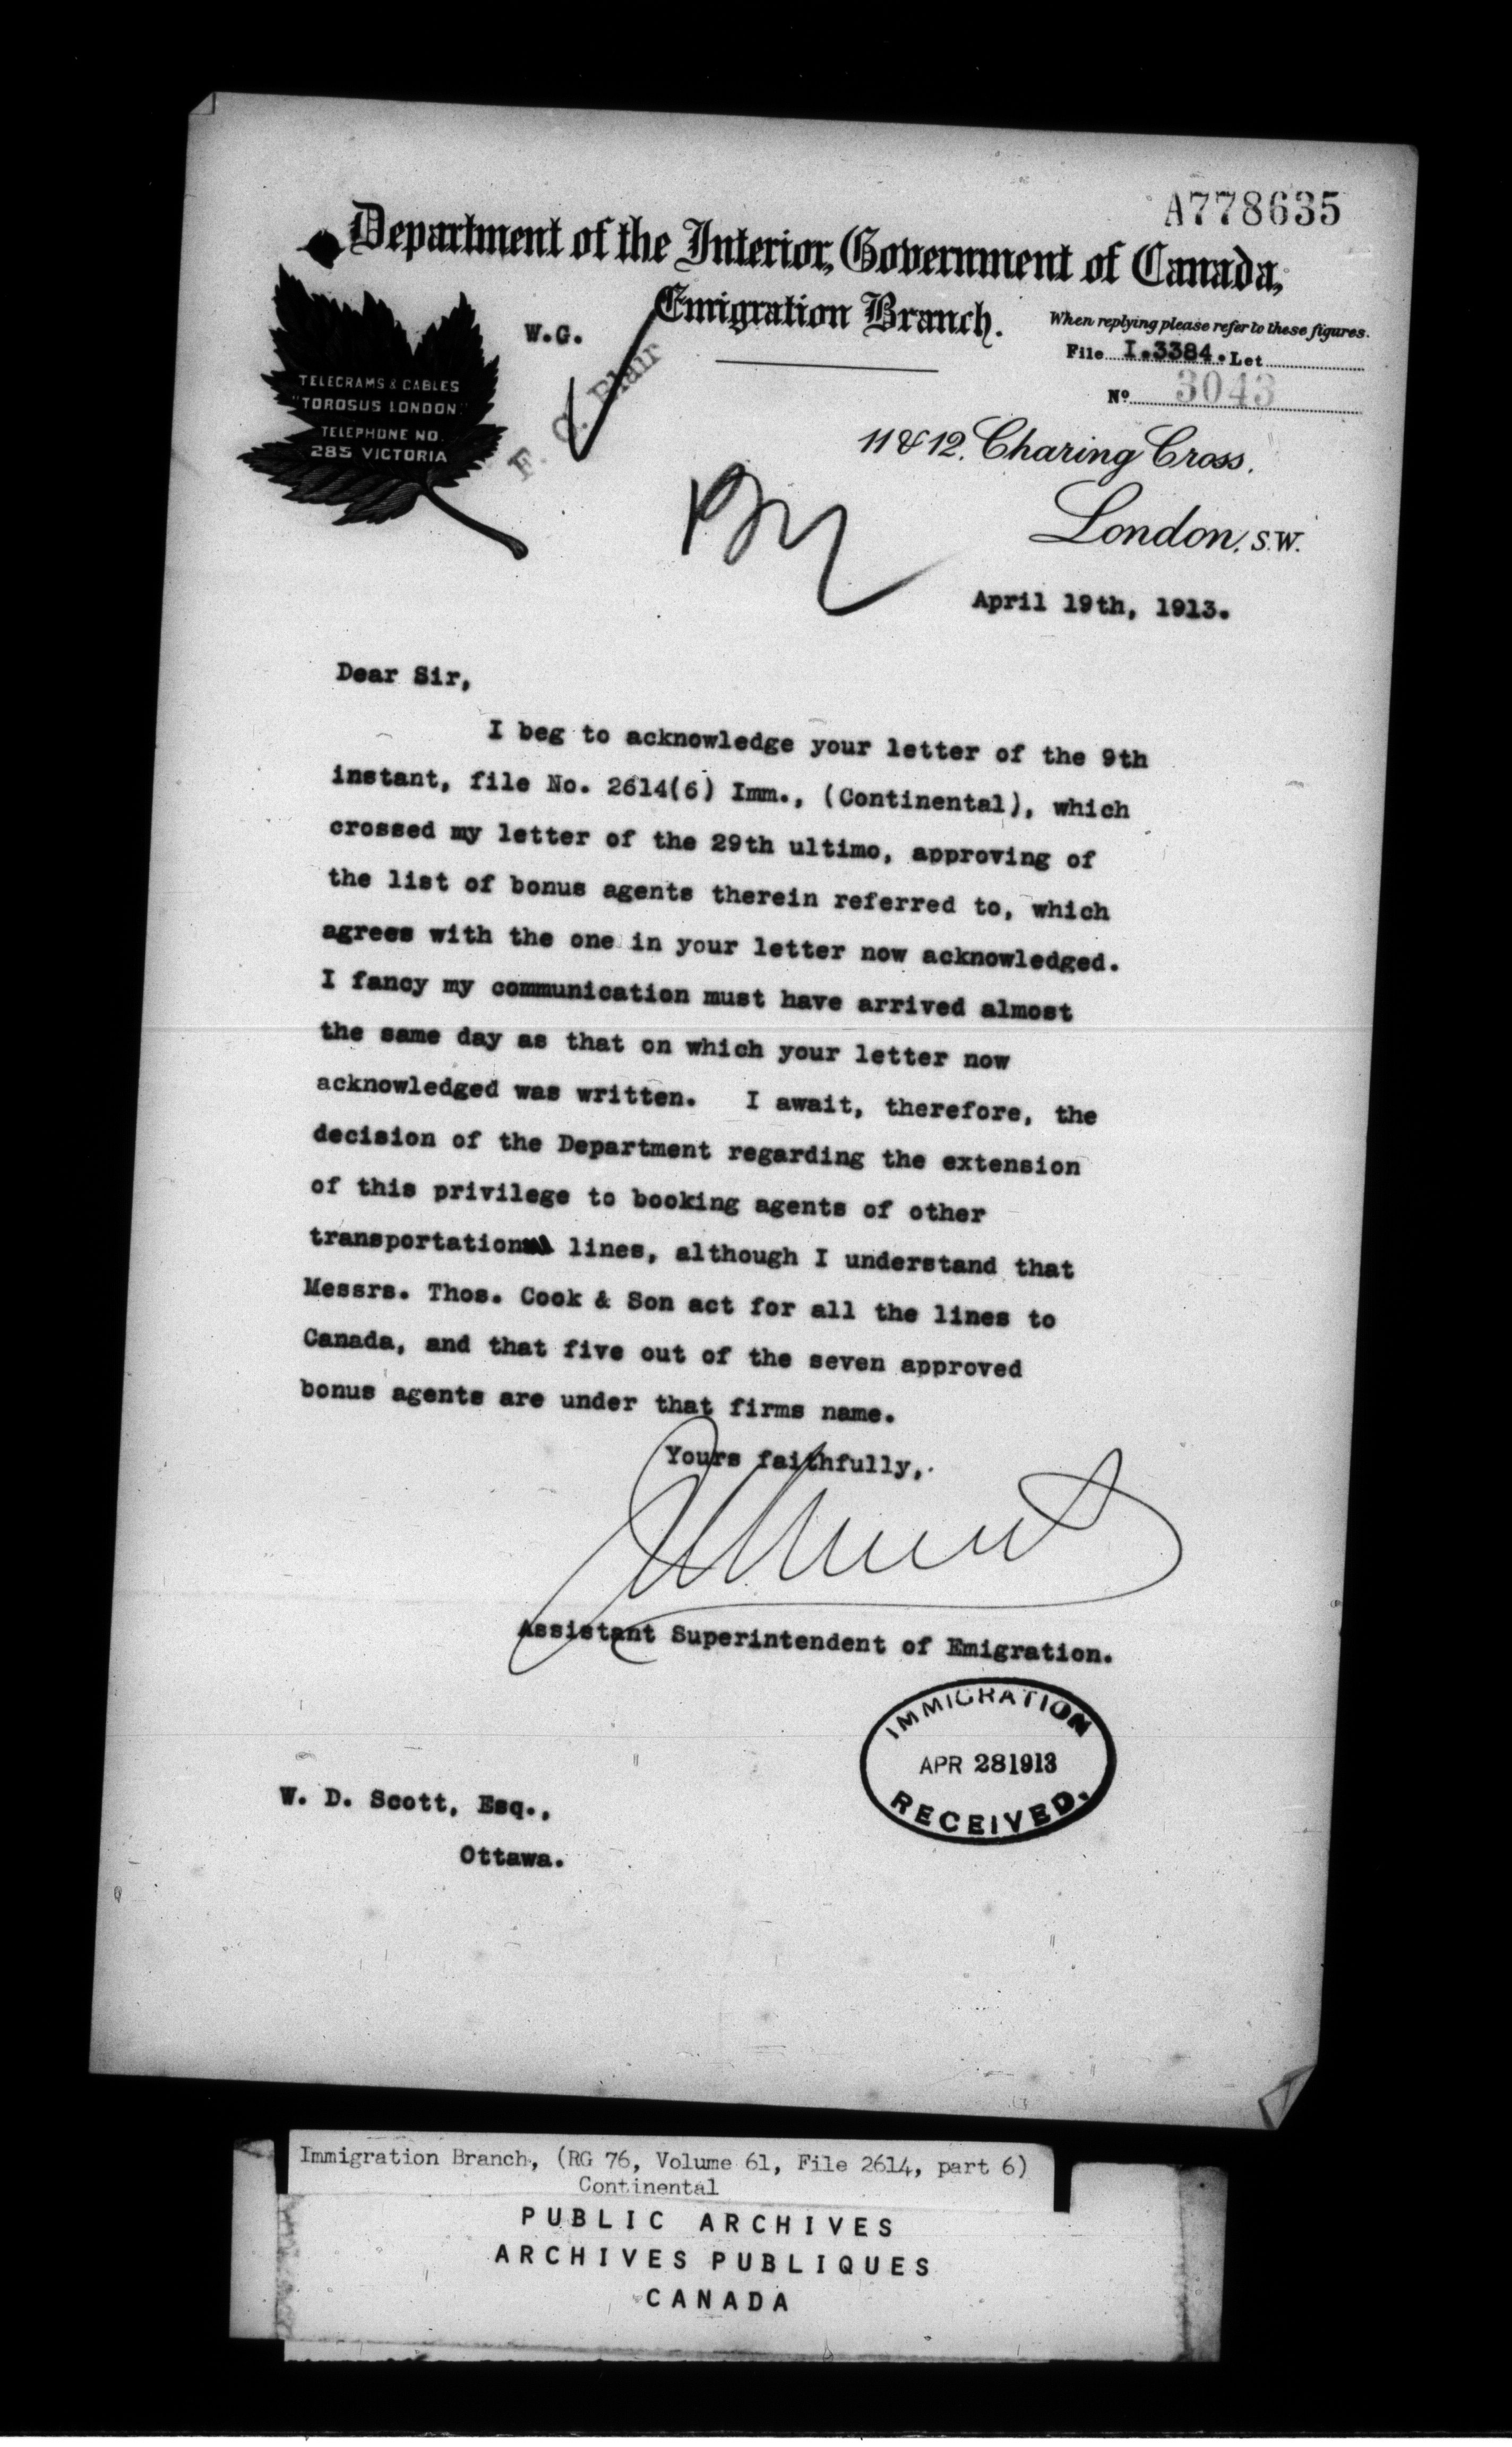 A778635
Department of the Interior, Government of Canada,
Emigration Branch.
W.G.
When replying please refer to these figures.
File I.3384. Let
No 3043
F. C. Blair
TELEGRAMS & CABLES
"TOROSUS LONDON."
TELEPHONE NO.
285 VICTORIA
11 & 12, Charing Cross,
London, S.W.
April 19th, 1913.
Dear Sir,
I beg to acknowledge your letter of the 9th
instant, file No. 2614(6) Imm., (Continental), which
crossed my letter of the 29th ultimo, approving of
the list of bonus agents therein referred to, which
agrees with the one in your letter now acknowledged.
I fancy my communication must have arrived almost
the same day as that on which your letter now
acknowledged was written. I await, therefore, the
decision of the Department regarding the extension
of this privilege to booking agents of other
transportation lines, although I understand that
Messrs. Thos. Cook & Son act for all the lines to
Canada, and that five out of the seven approved
bonus agents are under that firms name.
Yours faithfully,
Assistant Superintendent of Emigration.
IMMIGRATION
APR 28 1913
RECEIVED.
W. D. Scott, Esq.,
Ottawa.
Immigration Branch, (RG 76, Volume 61, File 2614, part 6)
Continental
PUBLIC ARCHIVES
ARCHIVES PUBLIQUES
CANADA